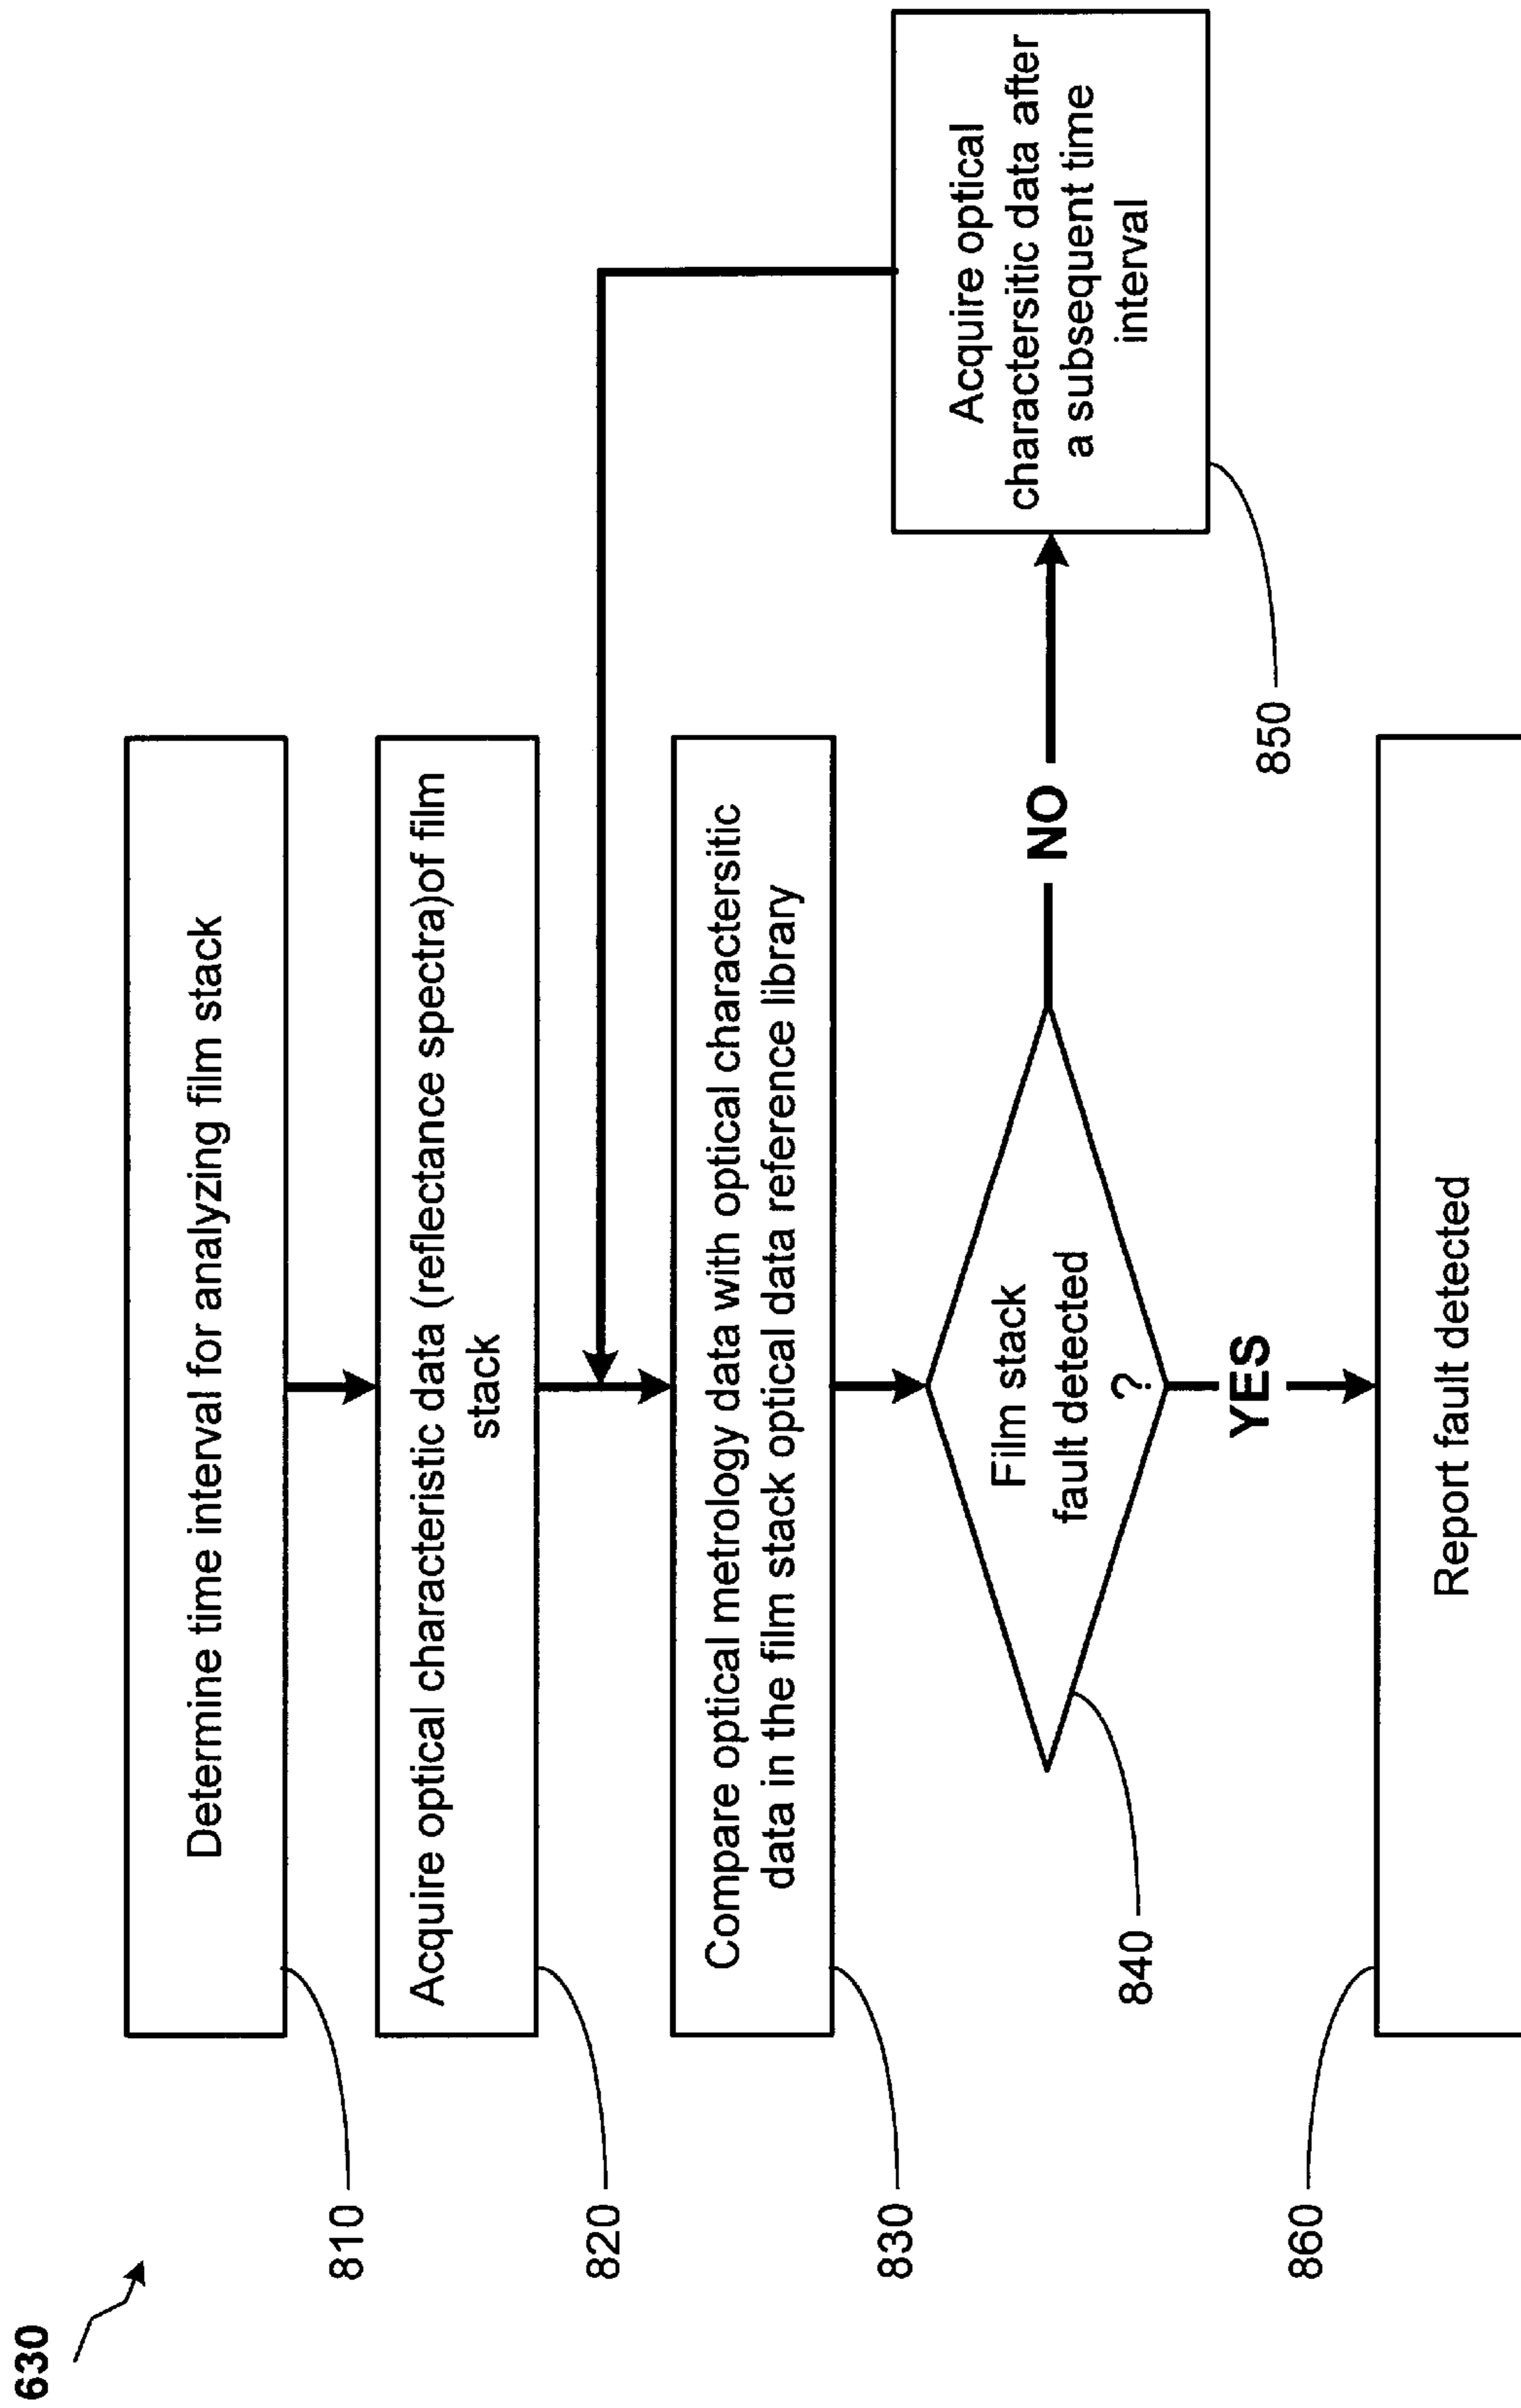 630
810
Determine time interval for analyzing film stack
820
Acquire optical characteristic data (reflectance spectra)of film
stack
830
Compare optical metrology data with optical charactersitic
data in the film stack optical data reference library
840
Film stack
fault detected
?
NO
850
Acquire optical
charactersitic data after
a subsequent time
interval
YES
860
Report fault detected